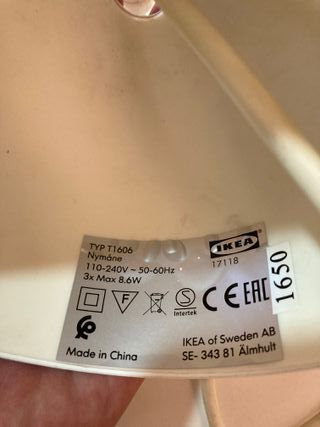 TYP T1606
Nymåne
110-240V ~ 50-60Hz
3x Max 8.6W
IKEA
17118
F
S
Intertek
CE EAC
1650
Made in China
IKEA of Sweden AB
SE- 343 81 Älmhult